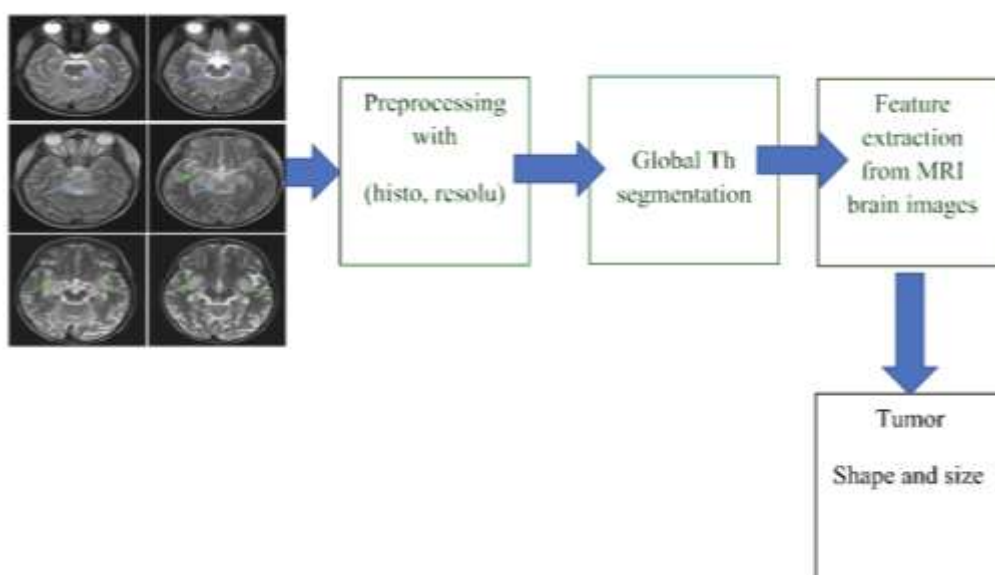 Preprocessing
with
(histo, resolu)
Global Th
segmentation
Feature
extraction
from MRI
brain images
Tumor
Shape and size